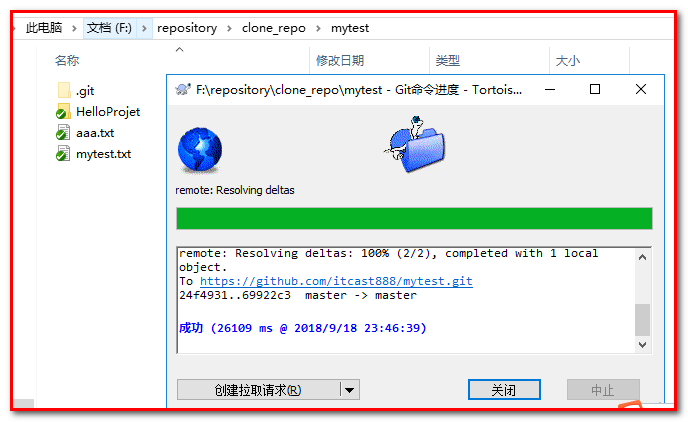 此电脑 > 文档 (F:) > repository > clone_repo > mytest
名称 修改日期 类型 大小
.git
HelloProjet
aaa.txt
mytest.txt
F:\repository\clone_repo\mytest - Git命令进度 - Tortois...
remote: Resolving deltas
remote: Resolving deltas: 100% (2/2), completed with 1 local
object.
To https://github.com/itcast888/mytest.git
24f4931..69922c3 master -> master
成功 (26109 ms @ 2018/9/18 23:46:39)
创建拉取请求(R) 关闭 中止